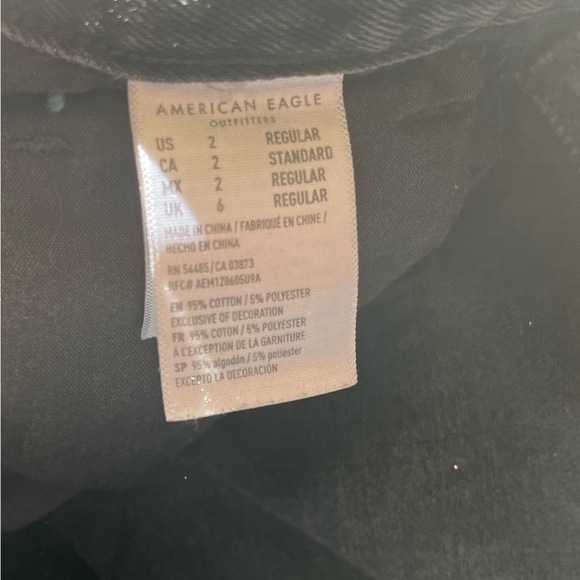 AMERICAN EAGLE
OUTFITTERS
US 2 REGULAR
CA 2 STANDARD
MX 2 REGULAR
UK 6 REGULAR
MADE IN CHINA / FABRIQUÉ EN CHINE /
HECHO EN CHINA
RN 54485 / CA 03873
RFC# AEM120605U9A
EN 95% COTTON / 5% POLYESTER
EXCLUSIVE OF DECORATION
FR 95% COTON / 5% POLYESTER
À L'EXCEPTION DE LA GARNITURE
SP 95% algodón / 5% poliéster
EXCEPTO LA DECORACIÓN